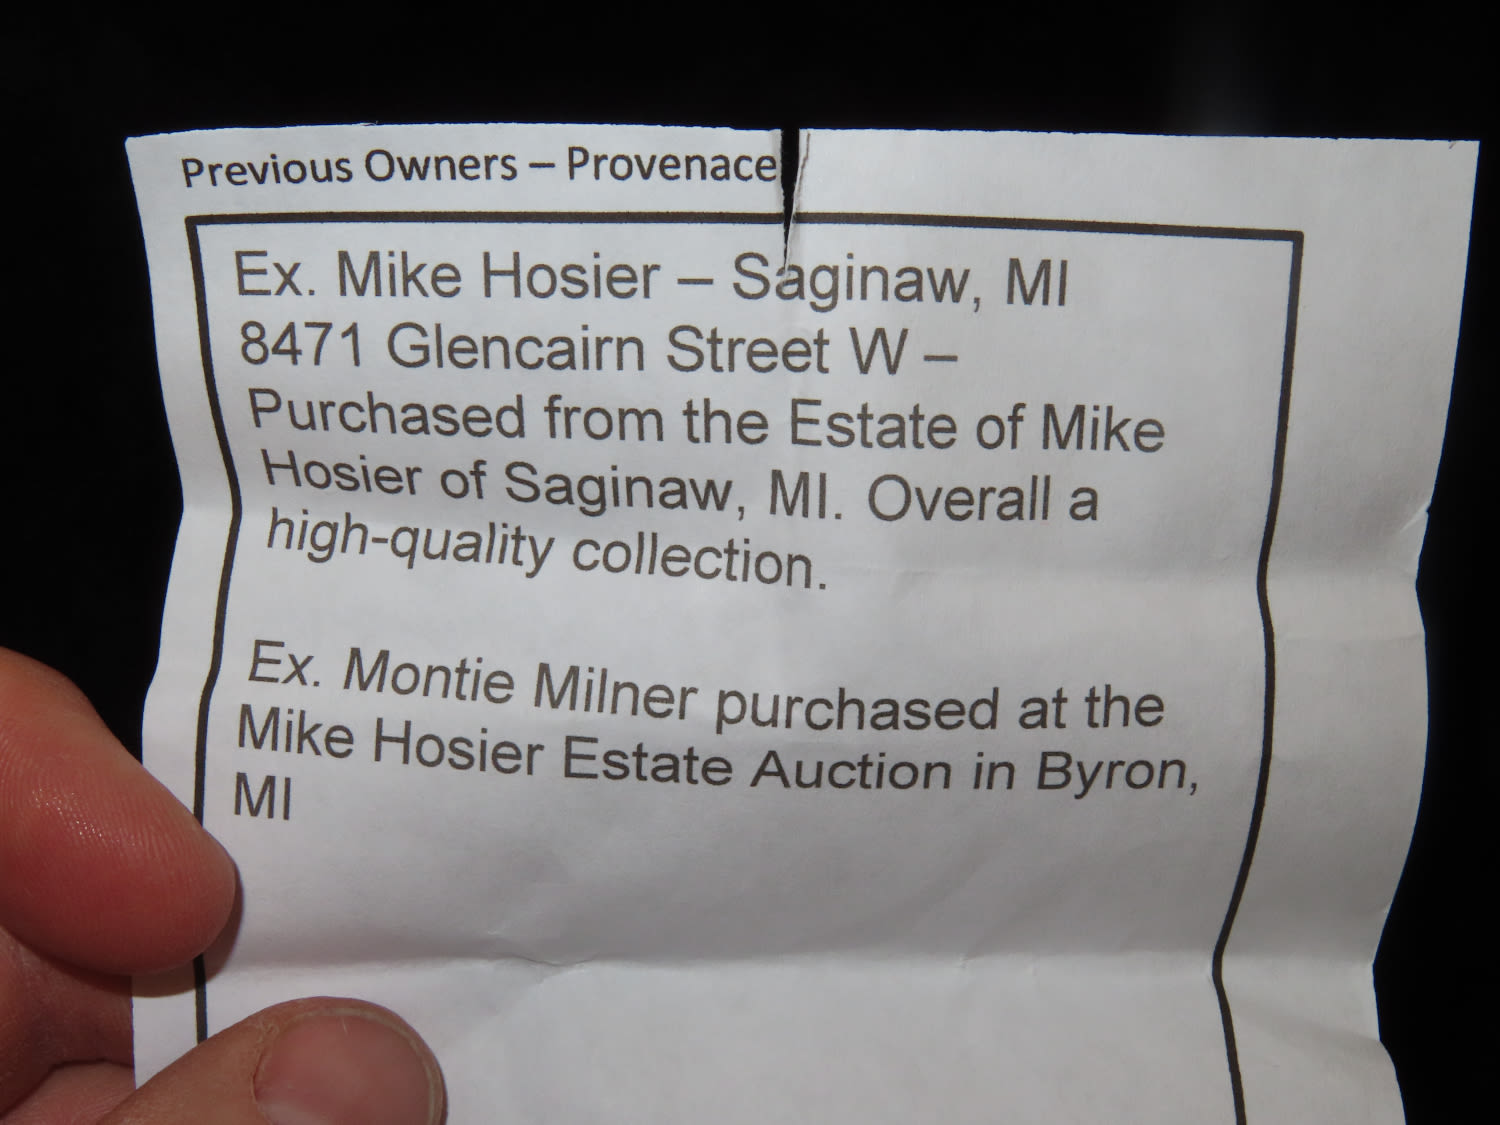 Previous Owners – Provenace
Ex. Mike Hosier – Saginaw, MI
8471 Glencairn Street W –
Purchased from the Estate of Mike
Hosier of Saginaw, MI. Overall a
high-quality collection.
Ex. Montie Milner purchased at the
Mike Hosier Estate Auction in Byron,
MI